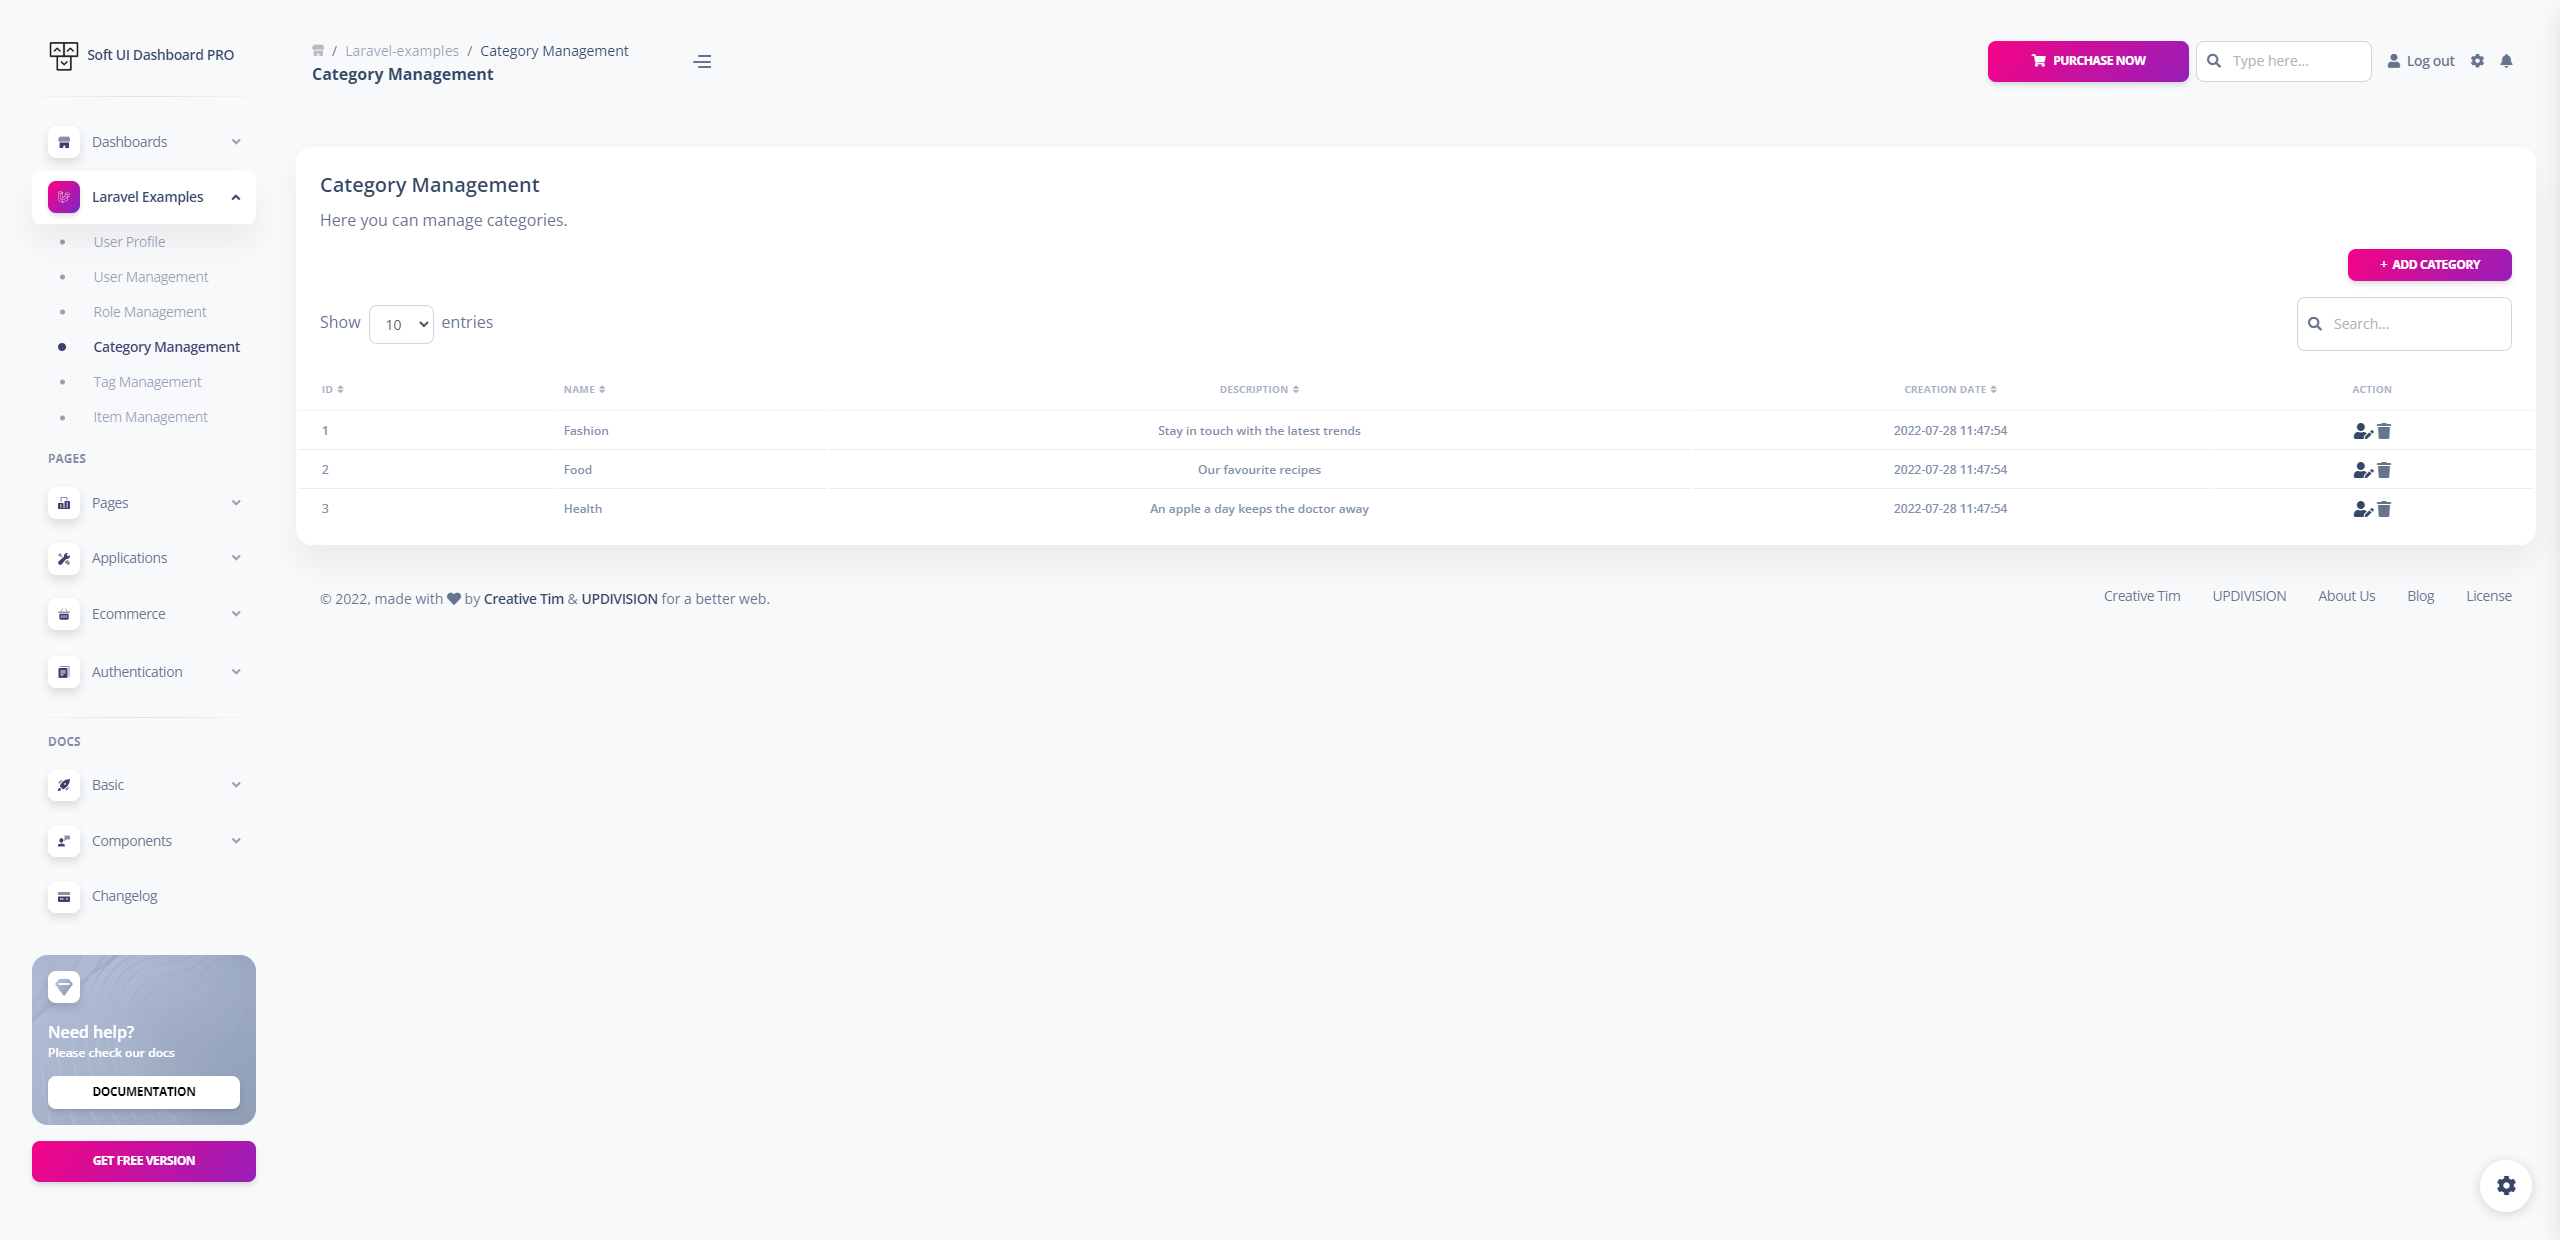 Soft UI Dashboard PRO
Dashboards
Laravel Examples
User Profile
User Management
Role Management
Category Management
Tag Management
Item Management
PAGES
Pages
Applications
Ecommerce
Authentication
DOCS
Basic
Components
Changelog
Need help?
Please check our docs
DOCUMENTATION
GET FREE VERSION
/ Laravel-examples / Category Management
Category Management
PURCHASE NOW
Type here...
Log out
Category Management
Here you can manage categories.
+ ADD CATEGORY
Show 10 entries
Search...
ID NAME DESCRIPTION CREATION DATE ACTION
1 Fashion Stay in touch with the latest trends 2022-07-28 11:47:54
2 Food Our favourite recipes 2022-07-28 11:47:54
3 Health An apple a day keeps the doctor away 2022-07-28 11:47:54
© 2022, made with by Creative Tim & UPDIVISION for a better web.
Creative Tim UPDIVISION About Us Blog License